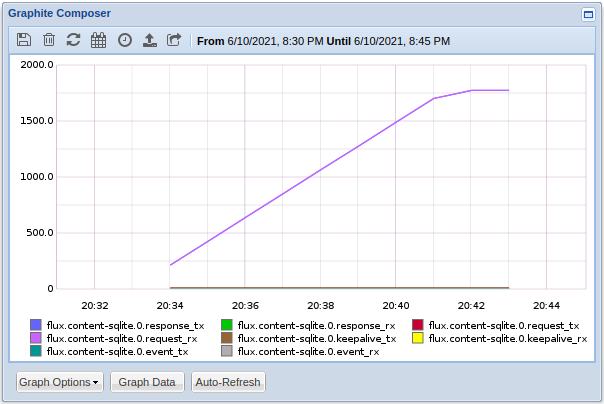 Graphite Composer
From 6/10/2021, 8:30 PM Until 6/10/2021, 8:45 PM
2000.0
1500.0
1000.0
500.0
0
20:32 20:34 20:36 20:38 20:40 20:42 20:44
flux.content-sqlite.0.response_tx flux.content-sqlite.0.response_rx flux.content-sqlite.0.request_tx
flux.content-sqlite.0.request_rx flux.content-sqlite.0.keepalive_tx flux.content-sqlite.0.keepalive_rx
flux.content-sqlite.0.event_tx flux.content-sqlite.0.event_rx
Graph Options Graph Data Auto-Refresh